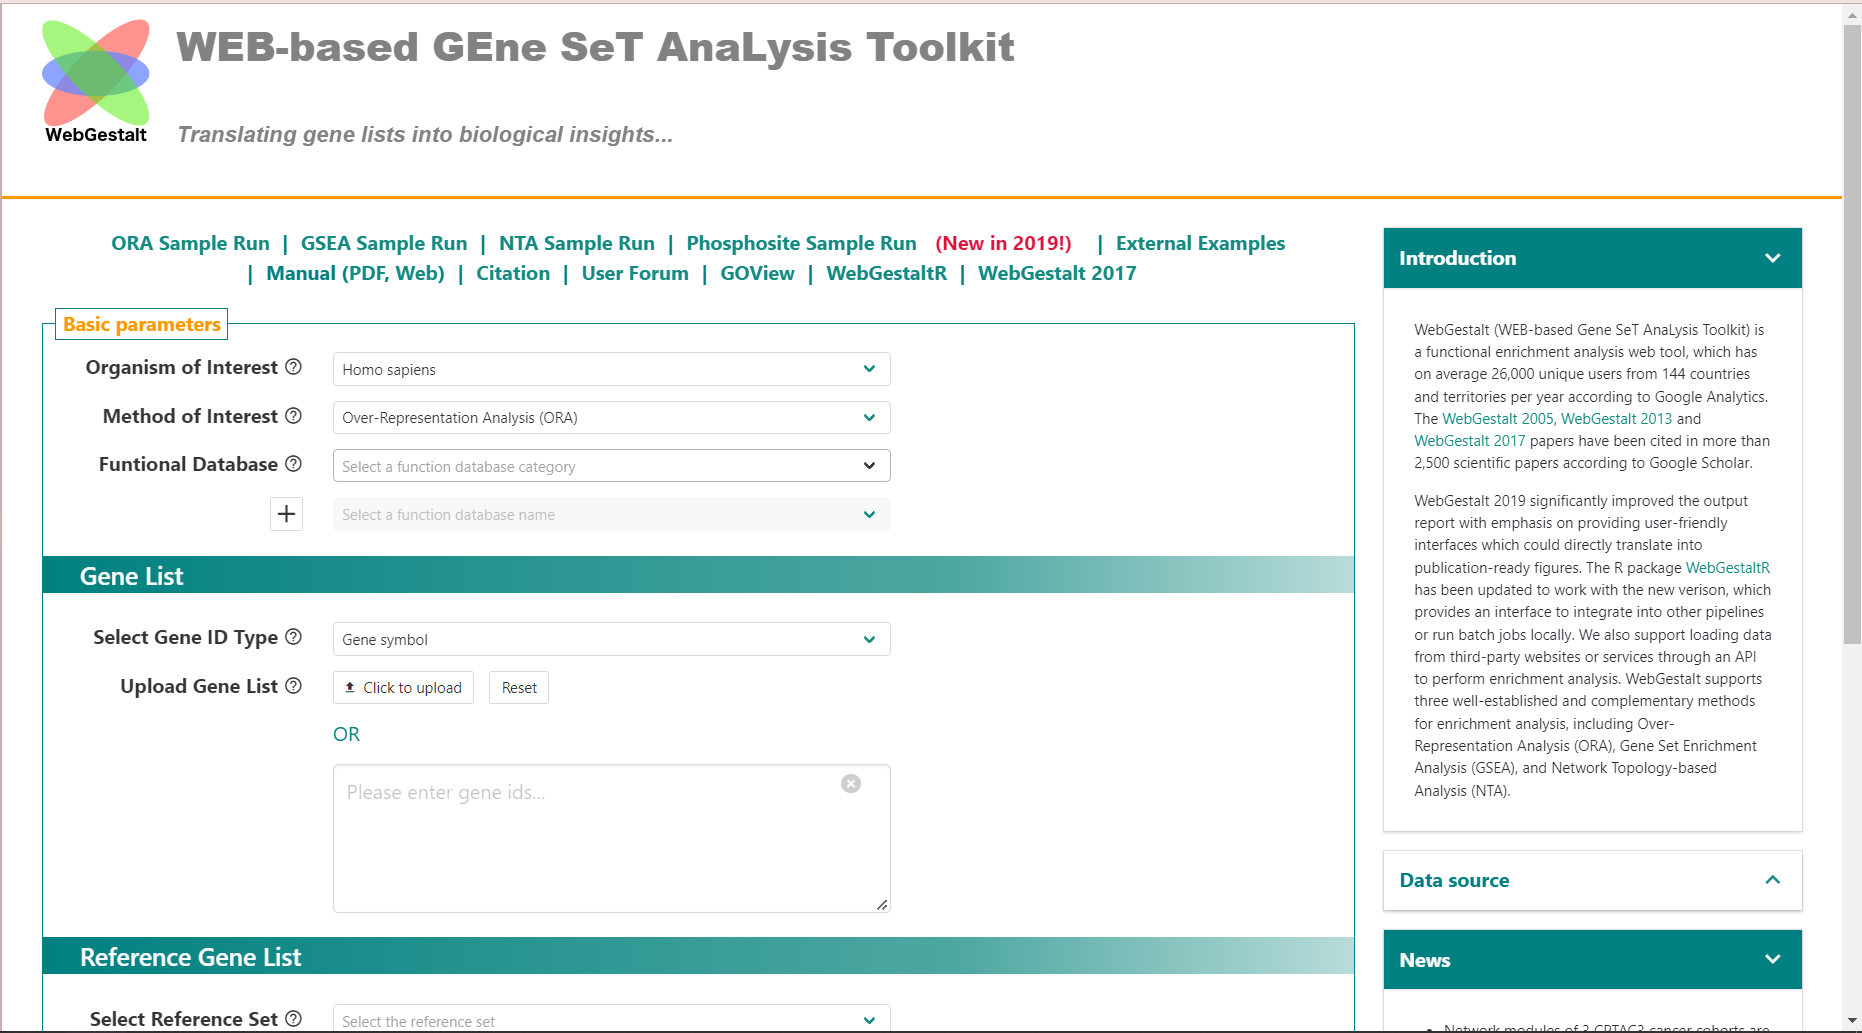 WEB-based GEne SeT AnaLysis Toolkit
WebGestalt
Translating gene lists into biological insights...
ORA Sample Run | GSEA Sample Run | NTA Sample Run | Phosphosite Sample Run (New in 2019!) | External Examples
| Manual (PDF, Web) | Citation | User Forum | GOView | WebGestaltR | WebGestalt 2017
Basic parameters
Organism of Interest
Homo sapiens
Method of Interest
Over-Representation Analysis (ORA)
Funtional Database
Select a function database category
Select a function database name
Gene List
Select Gene ID Type
Gene symbol
Upload Gene List
Click to upload
Reset
OR
Please enter gene ids...
Reference Gene List
Select Reference Set
Select the reference set
Introduction
WebGestalt (WEB-based Gene SeT AnaLysis Toolkit) is
a functional enrichment analysis web tool, which has
on average 26,000 unique users from 144 countries
and territories per year according to Google Analytics.
The WebGestalt 2005, WebGestalt 2013 and
WebGestalt 2017 papers have been cited in more than
2,500 scientific papers according to Google Scholar.
WebGestalt 2019 significantly improved the output
report with emphasis on providing user-friendly
interfaces which could directly translate into
publication-ready figures. The R package WebGestaltR
has been updated to work with the new verison, which
provides an interface to integrate into other pipelines
or run batch jobs locally. We also support loading data
from third-party websites or services through an API
to perform enrichment analysis. WebGestalt supports
three well-established and complementary methods
for enrichment analysis, including Over-
Representation Analysis (ORA), Gene Set Enrichment
Analysis (GSEA), and Network Topology-based
Analysis (NTA).
Data source
News
Network modules of 3 CPTAC3 cancer cohorts are